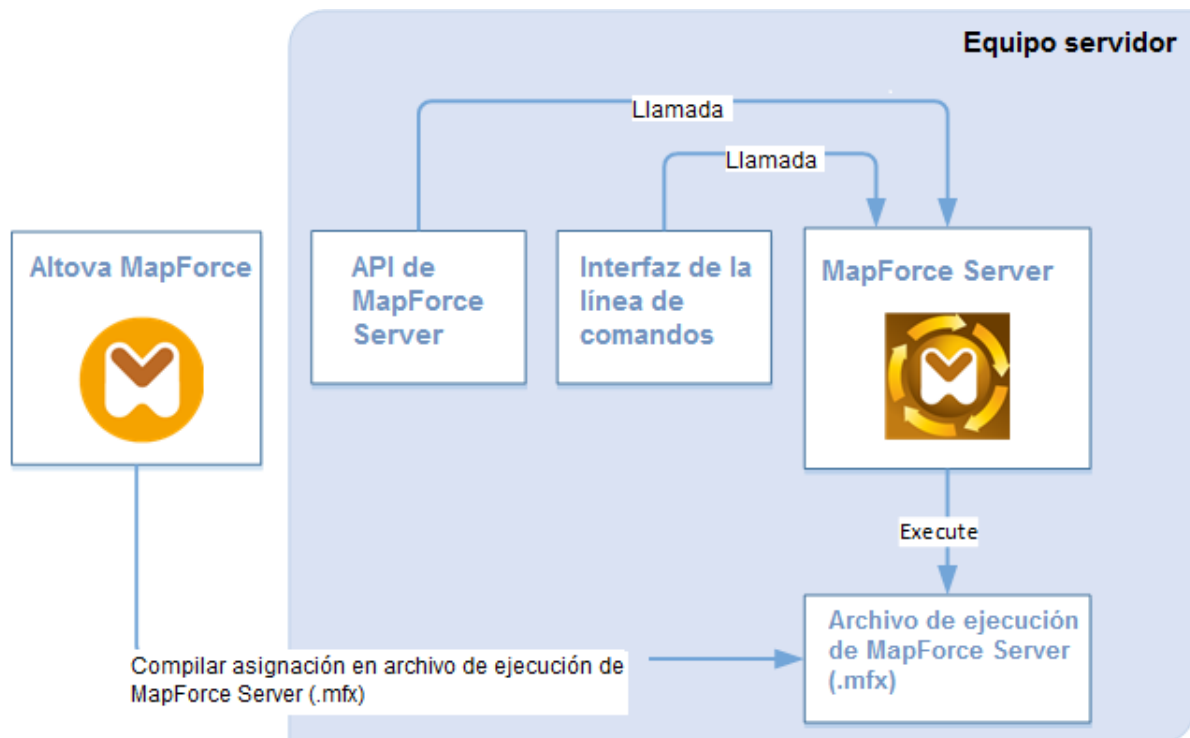 Equipo servidor
Llamada
Llamada
Altova MapForce
API de
MapForce
Server
Interfaz de la
línea de
comandos
MapForce Server
Execute
Archivo de ejecución
de MapForce Server
(.mfx)
Compilar asignación en archivo de ejecución de
MapForce Server (.mfx)